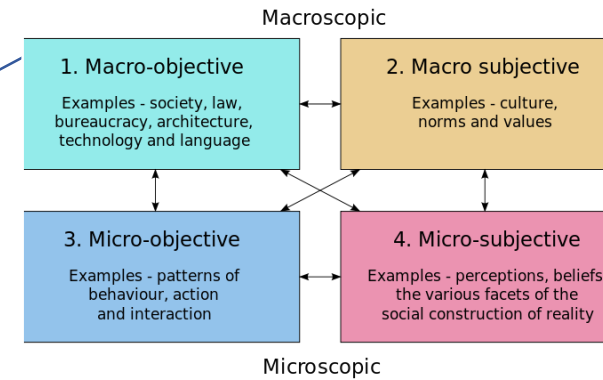 Macroscopic
1. Macro-objective
Examples - society, law,
bureaucracy, architecture,
technology and language
2. Macro subjective
Examples - culture,
norms and values
3. Micro-objective
Examples - patterns of
behaviour, action
and interaction
4. Micro-subjective
Examples - perceptions, beliefs
the various facets of the
social construction of reality
Microscopic